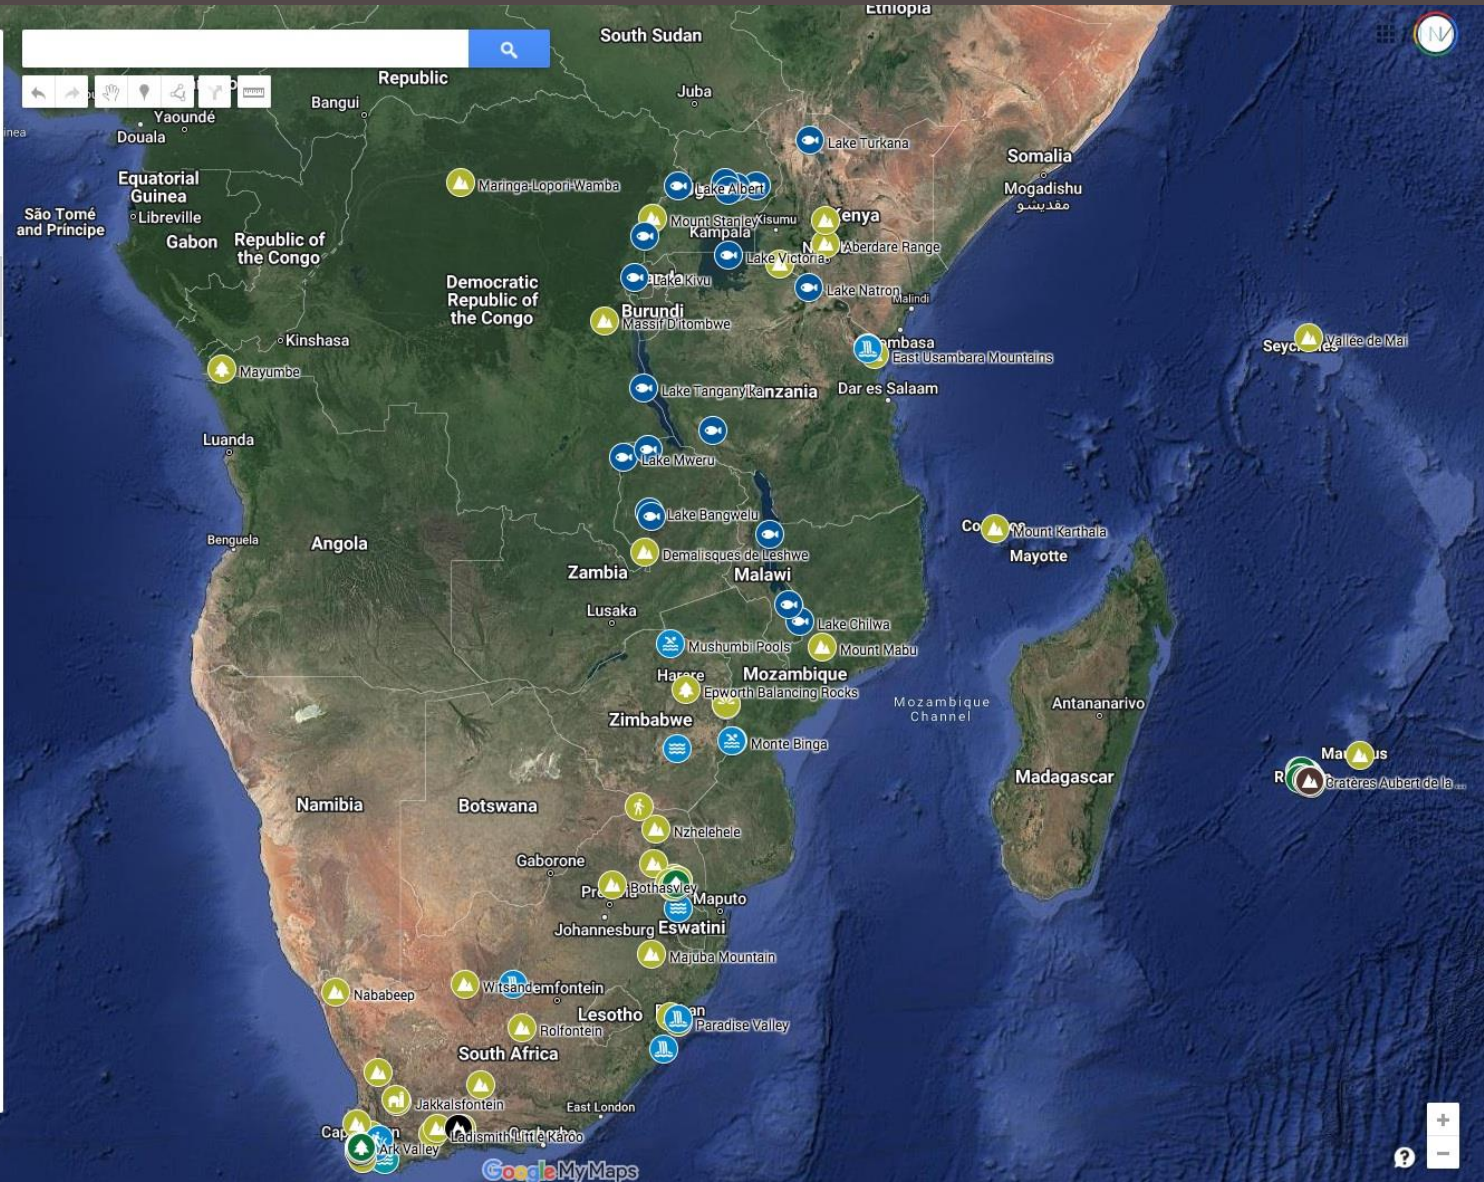 Ethiopia
South Sudan
Republic
Juba
Bangui
Yaoundé
Douala
Lake Turkana
Somalia
Mogadishu
مقديشو
Equatorial
Guinea
Maringa-Lopori-Wamba
Lake Albert
São Tomé
and Príncipe
Libreville
Gabon
Republic of
the Congo
Mount Stanley
Kisumu
Kenya
Kampala
Aberdare Range
Lake Victoria
Lake Kivu
Lake Natron
Malindi
Democratic
Republic of
the Congo
Burundi
Massif D'itombwe
Kinshasa
Mayumbe
East Usambara Mountains
Vallée de Mai
Lake Tanganyika
Dar es Salaam
Luanda
Lake Mweru
Lake Bangwelu
Benguela
Angola
Demalisques de Leshwe
Mount Karthala
Mayotte
Zambia
Malawi
Lusaka
Lake Chilwa
Mushumbi Pools
Mount Mabu
Harare
Mozambique
Epworth Balancing Rocks
Mozambique
Channel
Antananarivo
Zimbabwe
Monte Binga
Madagascar
Cratères Aubert de la ...
Namibia
Botswana
Nzhelehele
Gaborone
Maputo
Johannesburg
Eswatini
Majuba Mountain
Nababeep
Witsand
Lesotho
Paradise Valley
Rolfontein
South Africa
Jakkalsfontein
East London
Ladismith Little Karoo
Ark Valley
Google My Maps